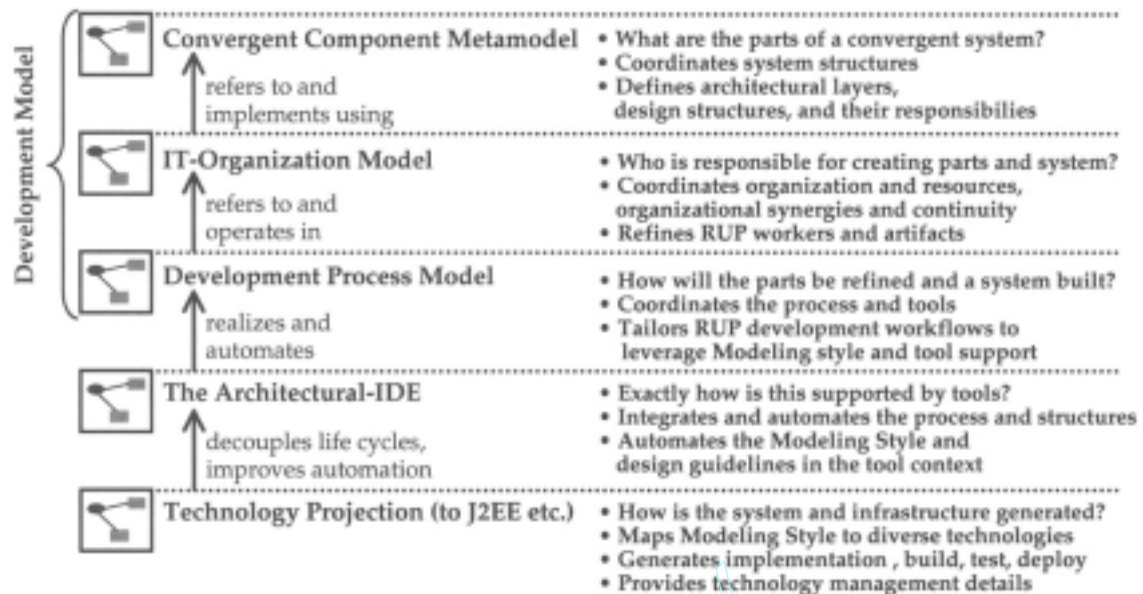 Development Model
Convergent Component Metamodel
refers to and
implements using
• What are the parts of a convergent system?
• Coordinates system structures
• Defines architectural layers,
design structures, and their responsibilies
IT-Organization Model
refers to and
operates in
• Who is responsible for creating parts and system?
• Coordinates organization and resources,
organizational synergies and continuity
• Refines RUP workers and artifacts
Development Process Model
realizes and
automates
• How will the parts be refined and a system built?
• Coordinates the process and tools
• Tailors RUP development workflows to
leverage Modeling style and tool support
The Architectural-IDE
decouples life cycles,
improves automation
• Exactly how is this supported by tools?
• Integrates and automates the process and structures
• Automates the Modeling Style and
design guidelines in the tool context
Technology Projection (to J2EE etc.)
• How is the system and infrastructure generated?
• Maps Modeling Style to diverse technologies
• Generates implementation , build, test, deploy
• Provides technology management details